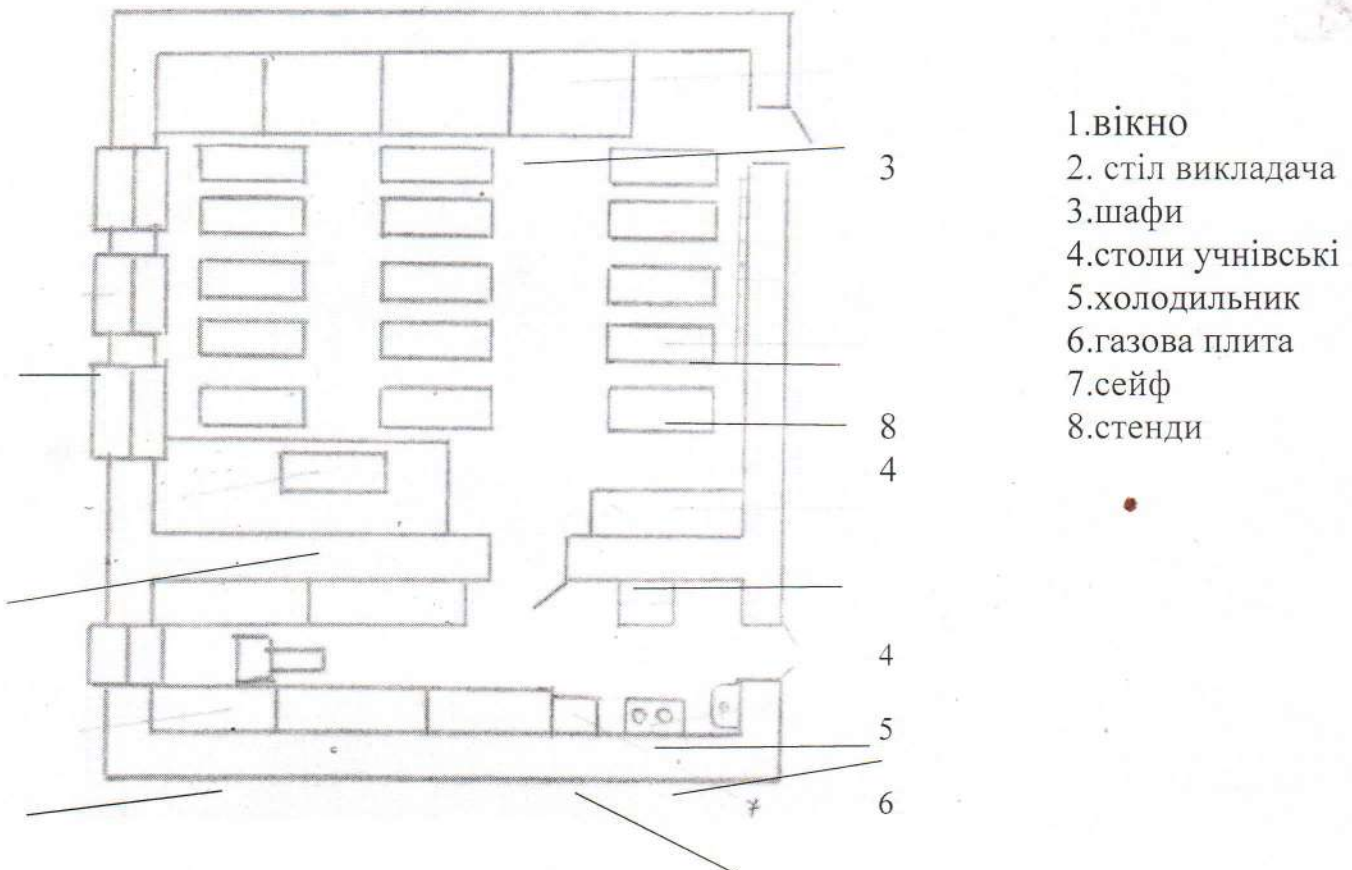 1.вікно
2. стіл викладача
3.шафи
4.столи учнівські
5.холодильник
6.газова плита
7.сейф
8.стенди
3
8
4
4
5
6
7